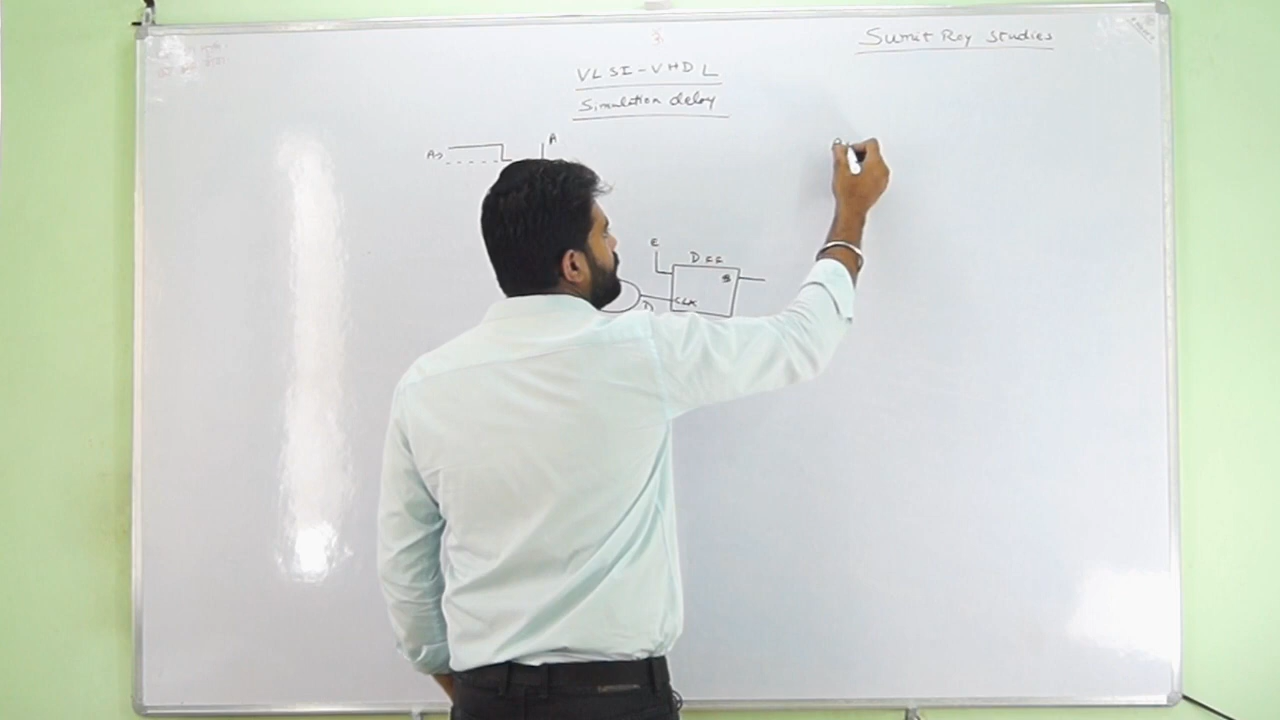 Sumit Roy Studies
VLSI-VHDL
Simulation delay
A
A→
E
DFF
CLK
D